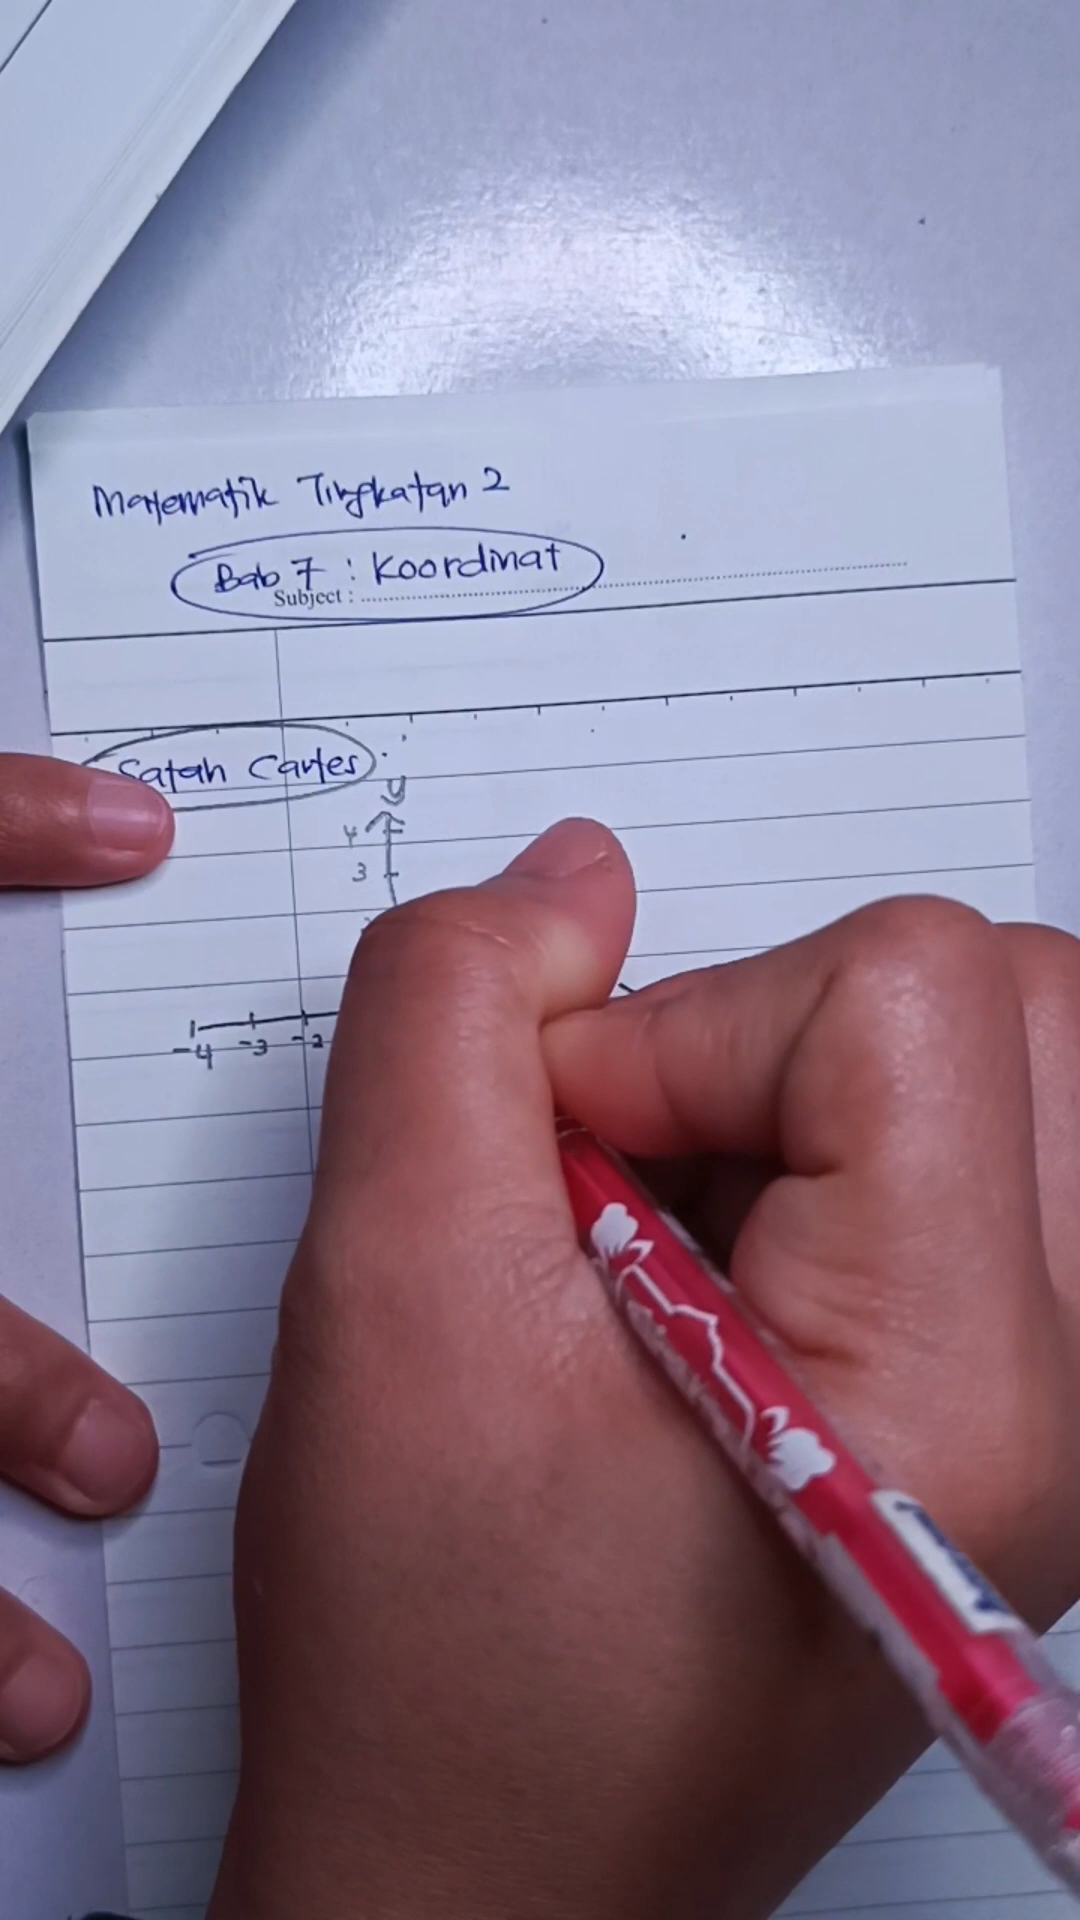 Matematik Tingkatan 2
Bab 7 : Koordinat
Subject :
Satah Cartes
y
4
3
-4 -3 -2